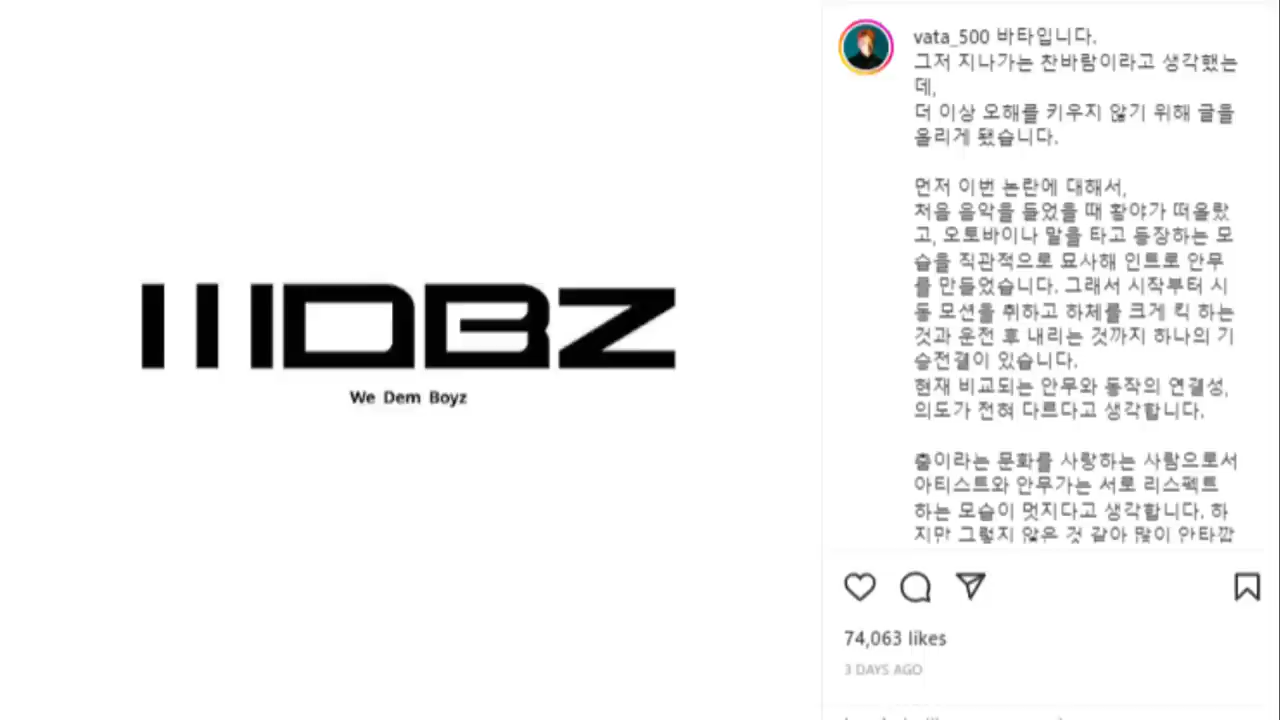 WDBZ
We Dem Boyz
vata_500 바타입니다.
그저 지나가는 찬바람이라고 생각했는
데,
더 이상 오해를 키우지 않기 위해 글을
올리게 됐습니다.
먼저 이번 논란에 대해서,
처음 음악을 들었을 때 황야가 떠올랐
고, 오토바이나 말을 타고 등장하는 모
습을 직관적으로 묘사해 인트로 안무
를 만들었습니다. 그래서 시작부터 시
동 모션을 취하고 하체를 크게 킥 하는
것과 운전 후 내리는 것까지 하나의 기
승전결이 있습니다.
현재 비교되는 안무와 동작의 연결성,
의도가 전혀 다르다고 생각합니다.
춤이라는 문화를 사랑하는 사람으로서
아티스트와 안무가는 서로 리스펙트
하는 모습이 멋지다고 생각합니다. 하
지만 그렇지 않은 것 같아 많이 안타깝
74,063 likes
3 DAYS AGO